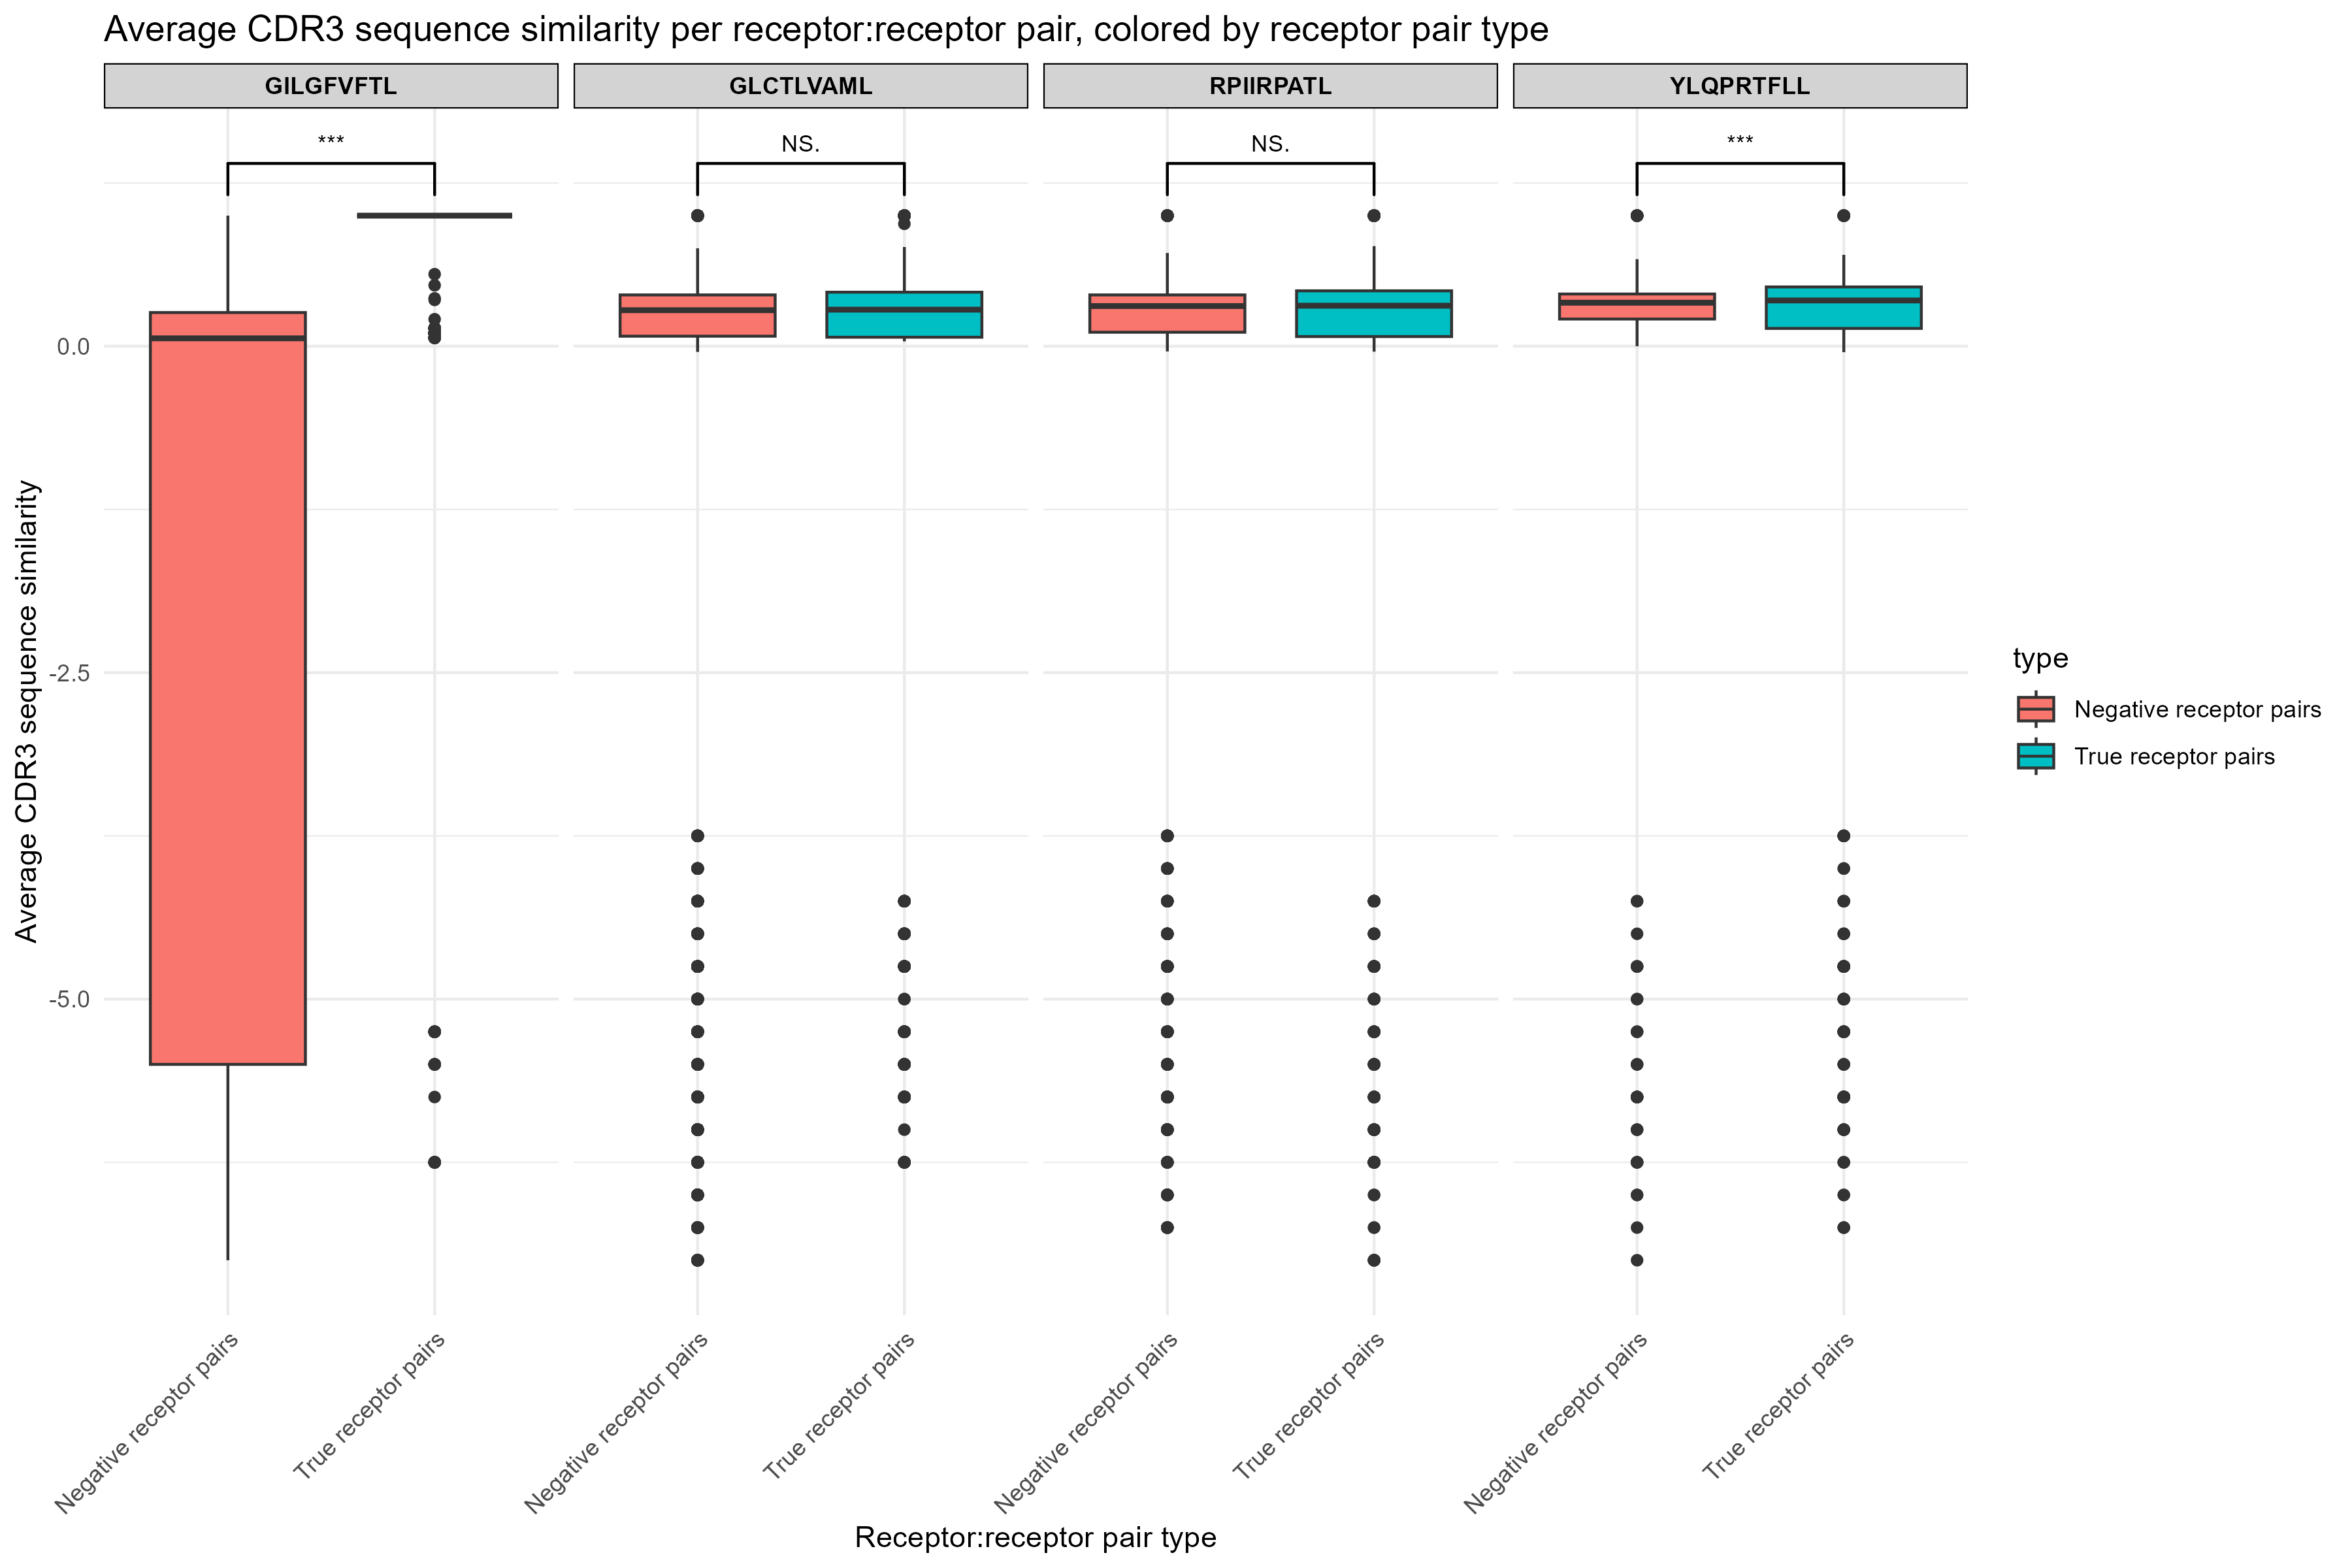 Average CDR3 sequence similarity per receptor:receptor pair, colored by receptor pair type
GILGFVFTL
GLCTLVAML
RPIIRPATL
YLQPRTFLL
***
NS.
NS.
***
Average CDR3 sequence similarity
0.0
-2.5
-5.0
type
Negative receptor pairs
True receptor pairs
Negative receptor pairs
True receptor pairs
Negative receptor pairs
True receptor pairs
Negative receptor pairs
True receptor pairs
Negative receptor pairs
True receptor pairs
Receptor:receptor pair type